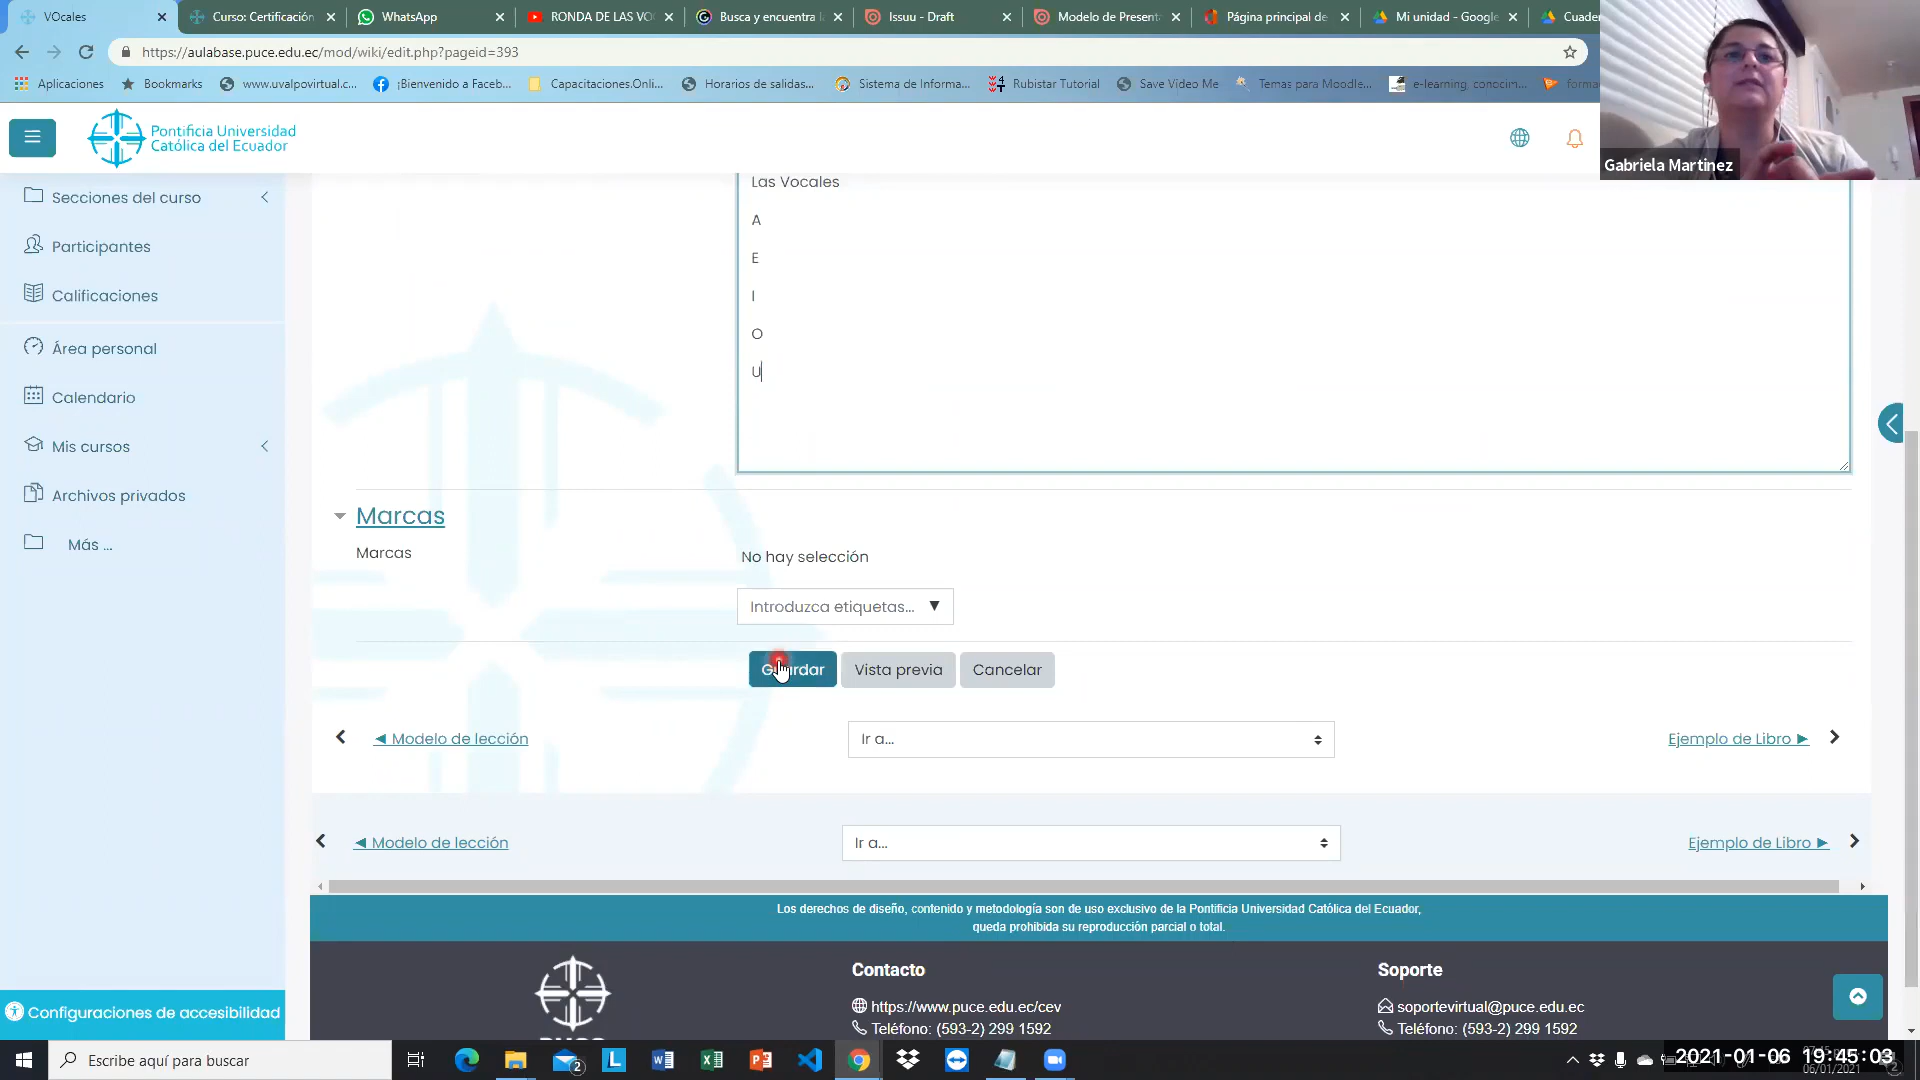 VOcales
Curso: Certificación
WhatsApp
RONDA DE LAS VO
Busca y encuentra l
Issuu - Draft
Modelo de Present
Página principal de
Mi unidad - Google
Cuader
https://aulabase.puce.edu.ec/mod/wiki/edit.php?pageid=393
Aplicaciones
Bookmarks
www.uvalpovirtual.c...
¡Bienvenido a Faceb...
Capacitaciones.Onli...
Horarios de salidas...
Sistema de Informa...
Rubistar Tutorial
Save Video Me
Temas para Moodle...
e-learning, conocim...
forma
Pontificia Universidad
Católica del Ecuador
Gabriela Martinez
Secciones del curso
Participantes
Calificaciones
Área personal
Calendario
Mis cursos
Archivos privados
Más ...
Configuraciones de accesibilidad
Las Vocales
A
E
I
O
U
Marcas
Marcas
No hay selección
Introduzca etiquetas... ▼
Guardar
Vista previa
Cancelar
◄ Modelo de lección
Ir a...
Ejemplo de Libro ►
◄ Modelo de lección
Ir a...
Ejemplo de Libro ►
Los derechos de diseño, contenido y metodología son de uso exclusivo de la Pontificia Universidad Católica del Ecuador,
queda prohibida su reproducción parcial o total.
Contacto
https://www.puce.edu.ec/cev
Teléfono: (593-2) 299 1592
Soporte
soportevirtual@puce.edu.ec
Teléfono: (593-2) 299 1592
Escribe aquí para buscar
2021-01-06 19:45:03
06/01/2021